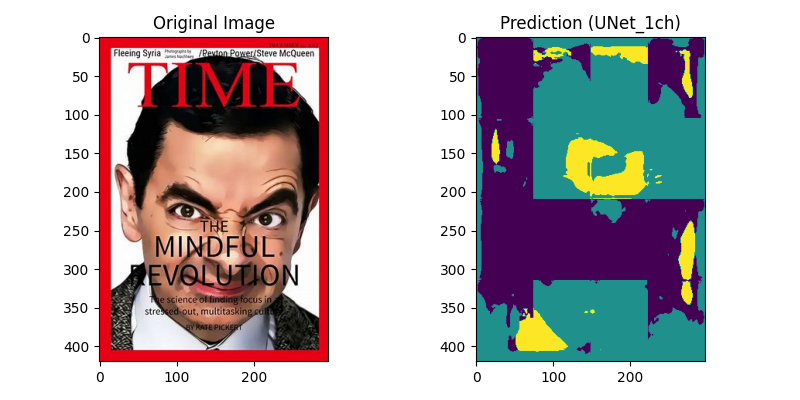 Original Image
Prediction (UNet_1ch)
Fleeing Syria
Photographs by
/Peyton Power/Steve McQueen
TIME
THE
MINDFUL
REVOLUTION
The science of finding focus in a
stressed-out, multitasking culture
BY KATE PICKERT
0
50
100
150
200
250
300
350
400
0
100
200
0
50
100
150
200
250
300
350
400
0
100
200